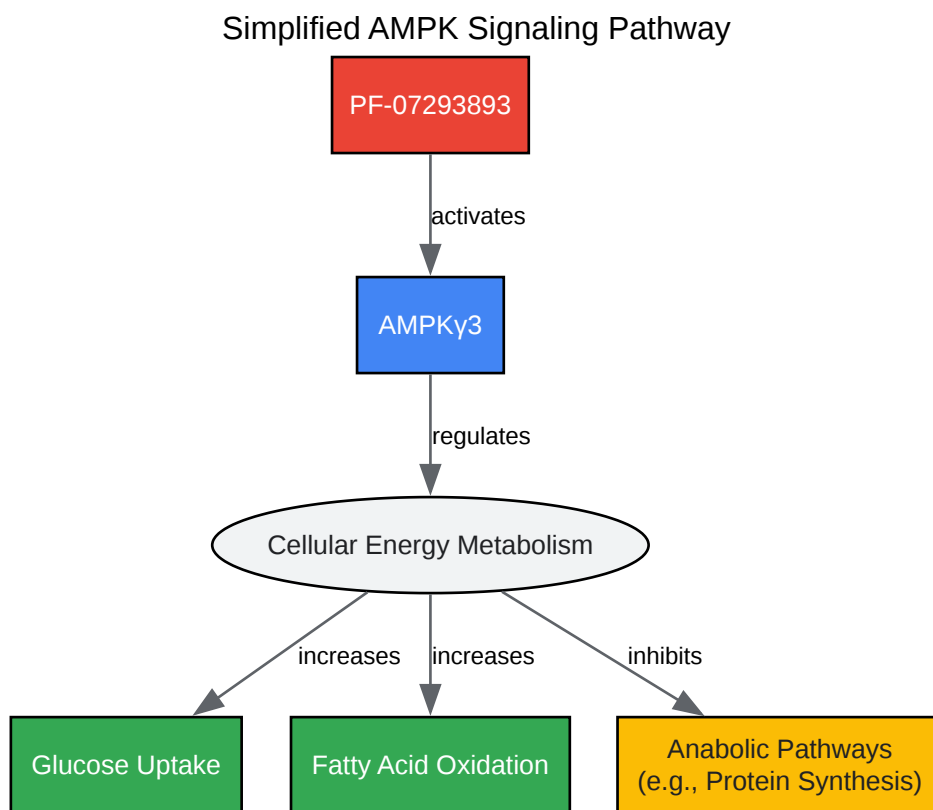 Simplified AMPK Signaling Pathway
PF-07293893
activates
AMPKγ3
regulates
Cellular Energy Metabolism
increases
increases
inhibits
Glucose Uptake
Fatty Acid Oxidation
Anabolic Pathways
(e.g., Protein Synthesis)